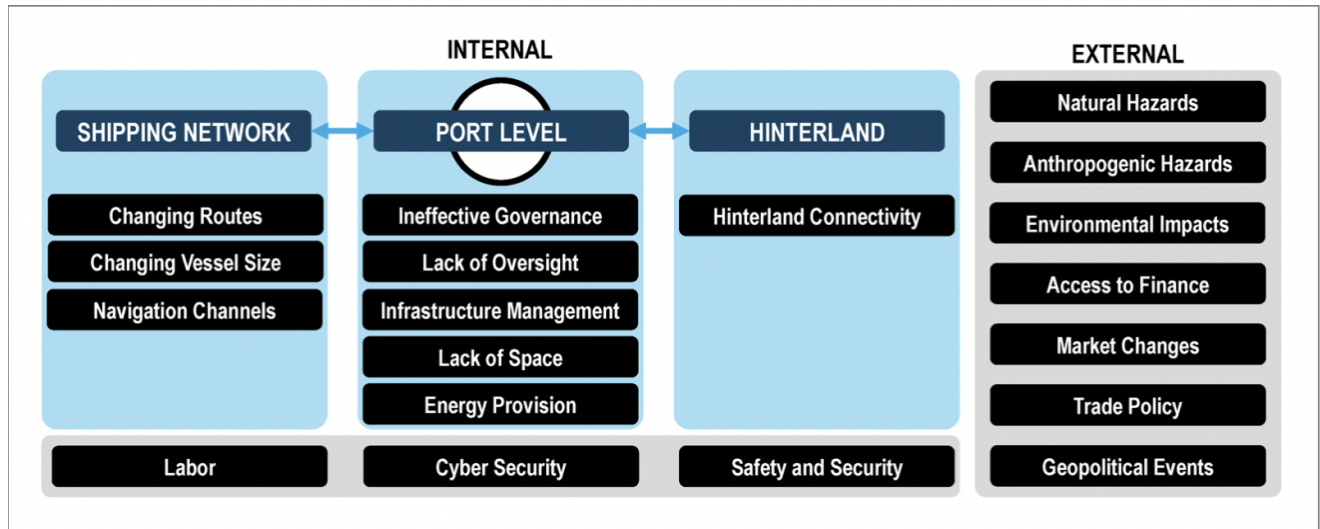 INTERNAL
EXTERNAL
SHIPPING NETWORK
PORT LEVEL
HINTERLAND
Changing Routes
Changing Vessel Size
Navigation Channels
Ineffective Governance
Lack of Oversight
Infrastructure Management
Lack of Space
Energy Provision
Hinterland Connectivity
Labor
Cyber Security
Safety and Security
Natural Hazards
Anthropogenic Hazards
Environmental Impacts
Access to Finance
Market Changes
Trade Policy
Geopolitical Events